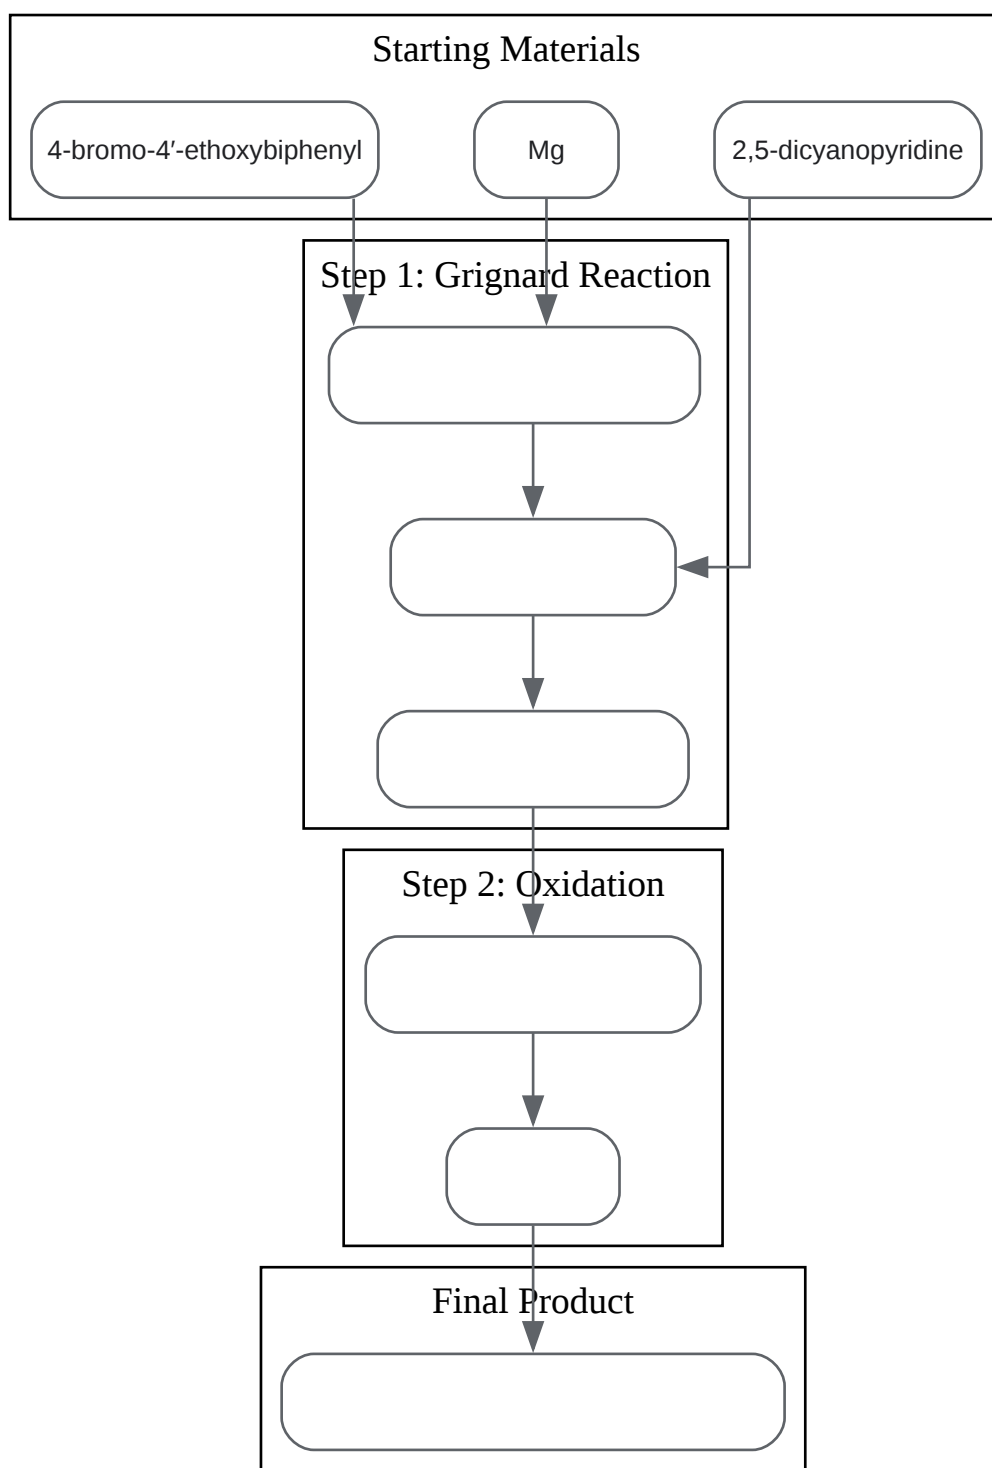 Starting Materials
4-bromo-4′-ethoxybiphenyl
Mg
2,5-dicyanopyridine
Step 1: Grignard Reaction
Step 2: Oxidation
Final Product